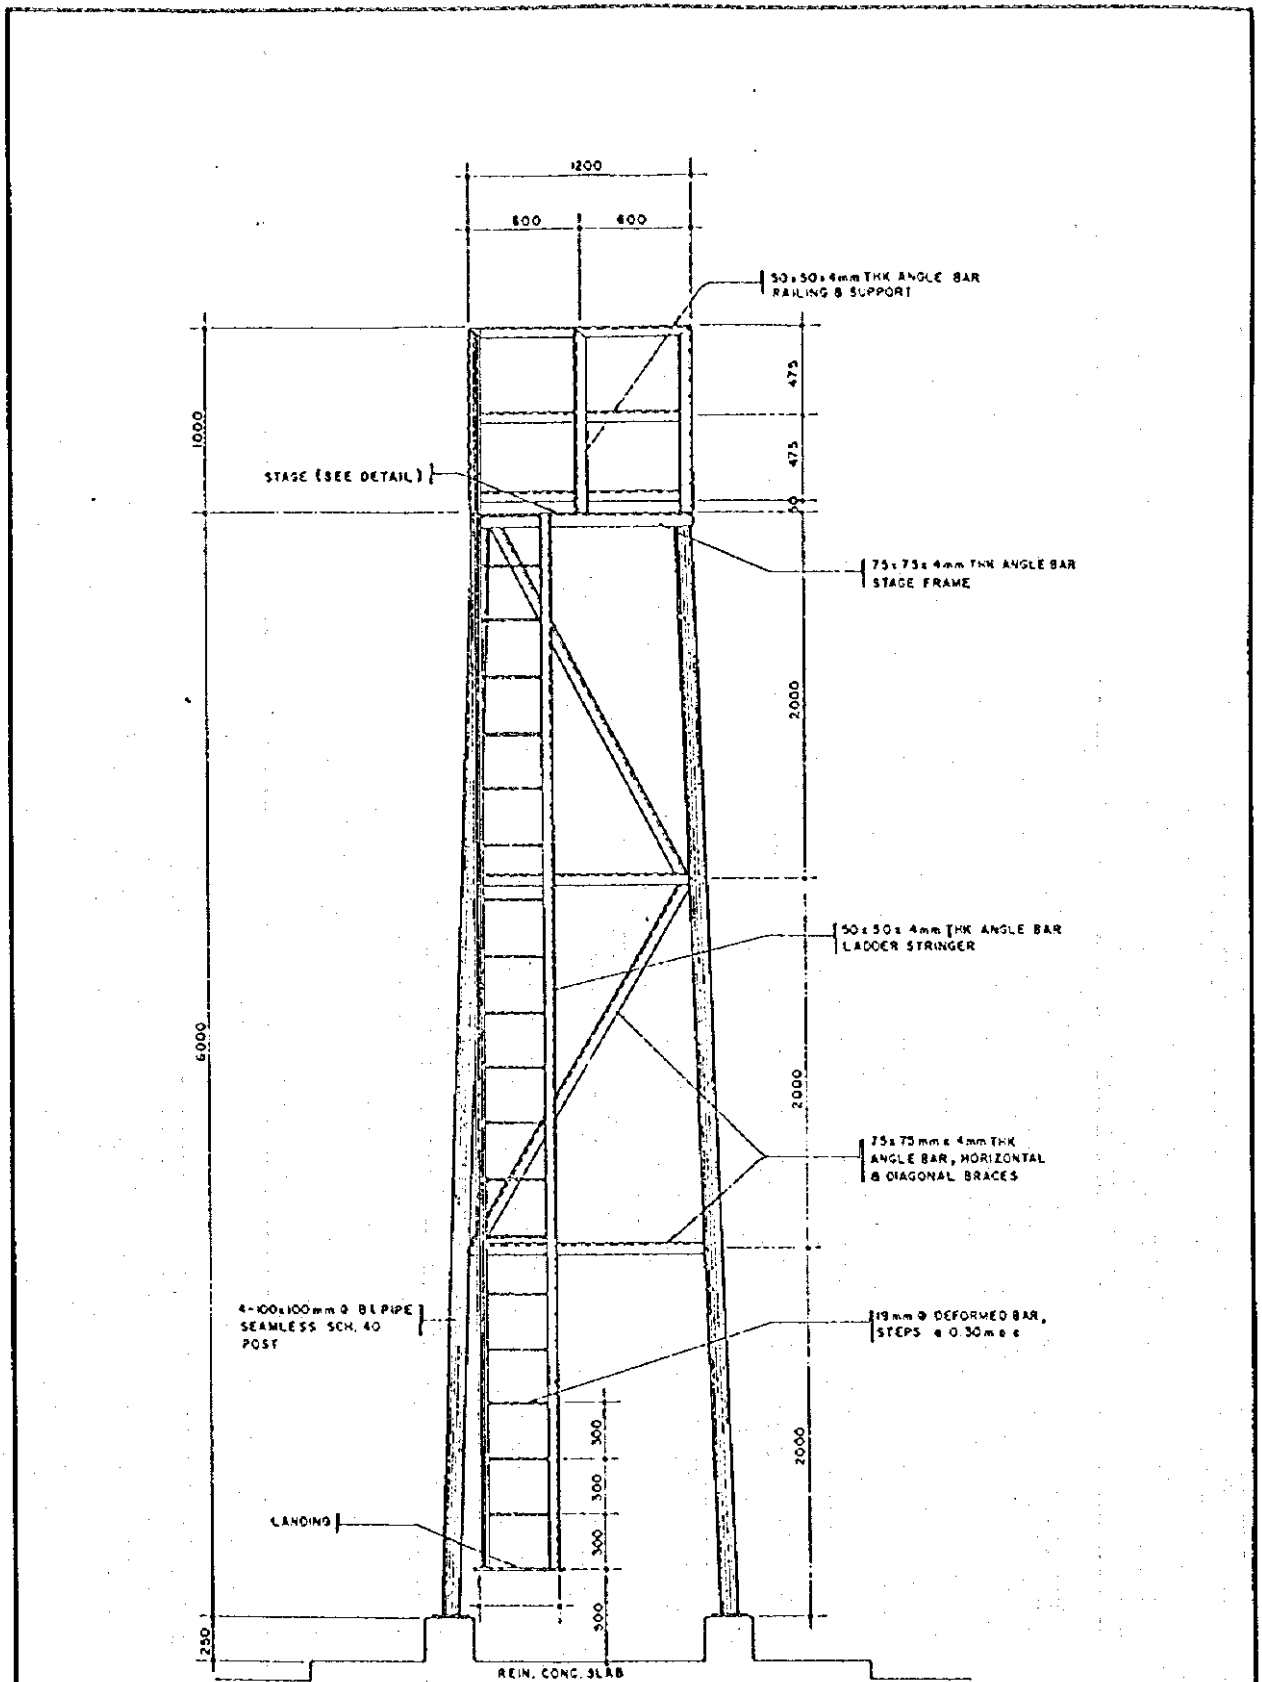 1200
600
600
50x50x4mm THK ANGLE BAR
RAILING & SUPPORT
475
1000
475
STAGE (SEE DETAIL)
50
75x75x4mm THK ANGLE BAR
STAGE FRAME
2000
50x50x4mm THK ANGLE BAR
LADDER STRINGER
6000
2000
75x75mmx4mm THK
ANGLE BAR, HORIZONTAL
& DIAGONAL BRACES
4-100x100mm Ø B.I. PIPE
SEAMLESS SCH. 40
POST
19mm Ø DEFORMED BAR,
STEPS @ 0.30m
300
2000
300
LANDING
300
500
250
REIN. CONC. SLAB